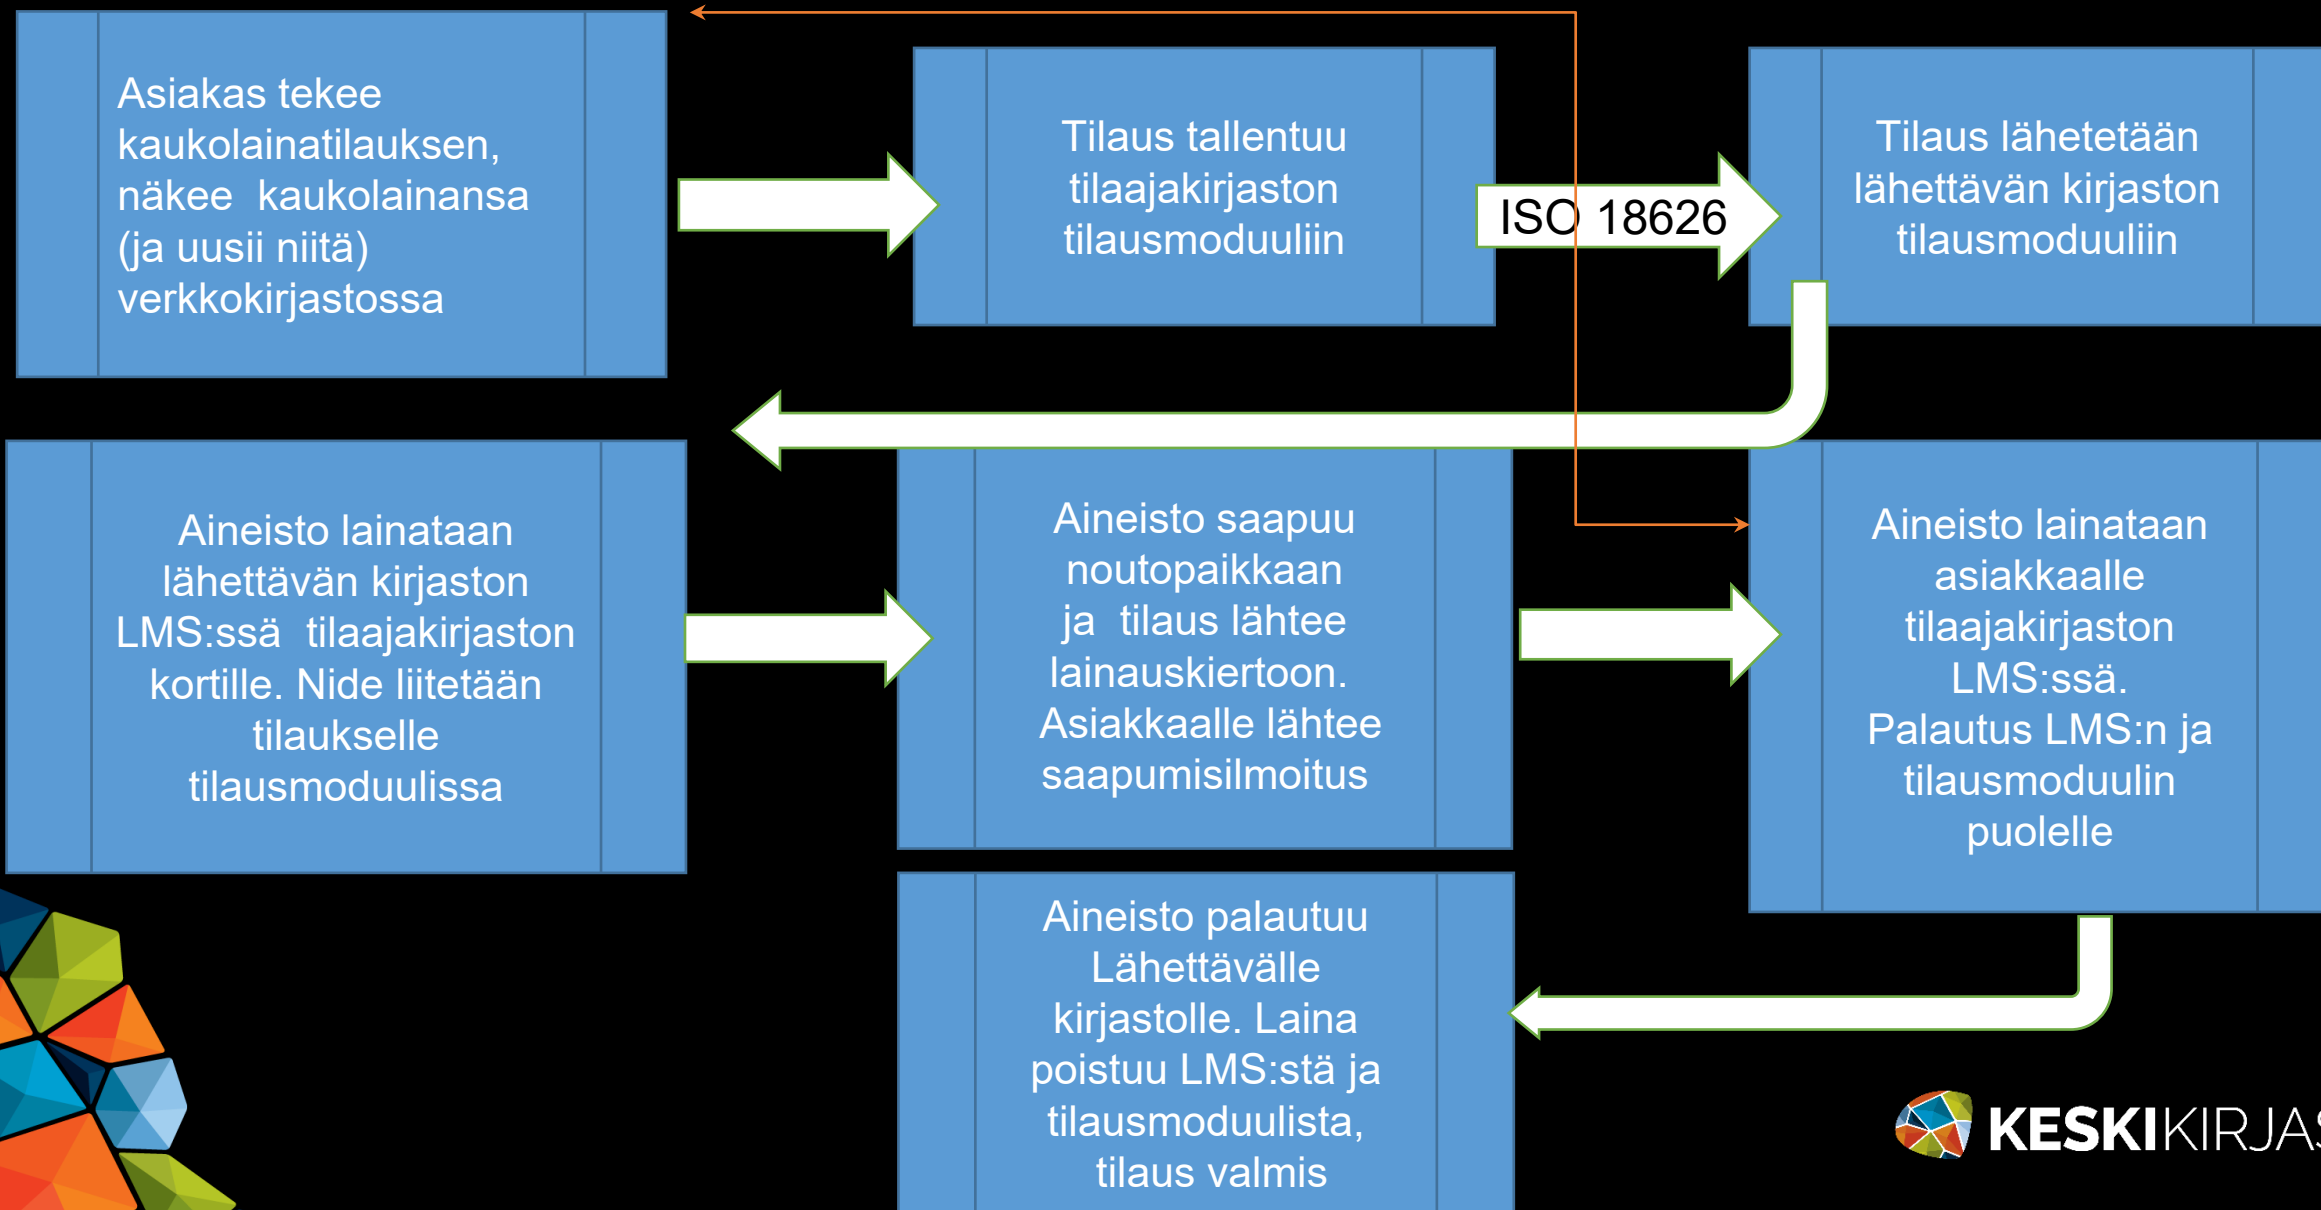 Asiakas tekee
kaukolainatilauksen,
näkee kaukolainansa
(ja uusii niitä)
verkkokirjastossa
Tilaus tallentuu
tilaajakirjaston
tilausmoduuliin
ISO 18626
Tilaus lähetetään
lähettävän kirjaston
tilausmoduuliin
Aineisto lainataan
lähettävän kirjaston
LMS:ssä tilaajakirjaston
kortille. Nide liitetään
tilaukselle
tilausmoduulissa
Aineisto saapuu
noutopaikkaan
ja tilaus lähtee
lainauskiertoon.
Asiakkaalle lähtee
saapumisilmoitus
Aineisto lainataan
asiakkaalle
tilaajakirjaston
LMS:ssä.
Palautus LMS:n ja
tilausmoduulin
puolelle
Aineisto palautuu
Lähettävälle
kirjastolle. Laina
poistuu LMS:stä ja
tilausmoduulista,
tilaus valmis
KESKIKIRJAS